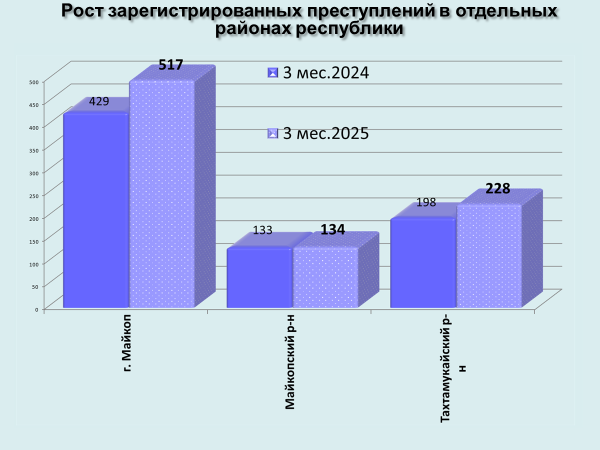 Рост зарегистрированных преступлений в отдельных
районах республики
517
3 мес.2024
500
429
450
400
3 мес.2025
350
300
250
228
198
200
133
134
150
100
50
0
г. Майкоп
Майкопский р-н
Тахтамукайский р-
н